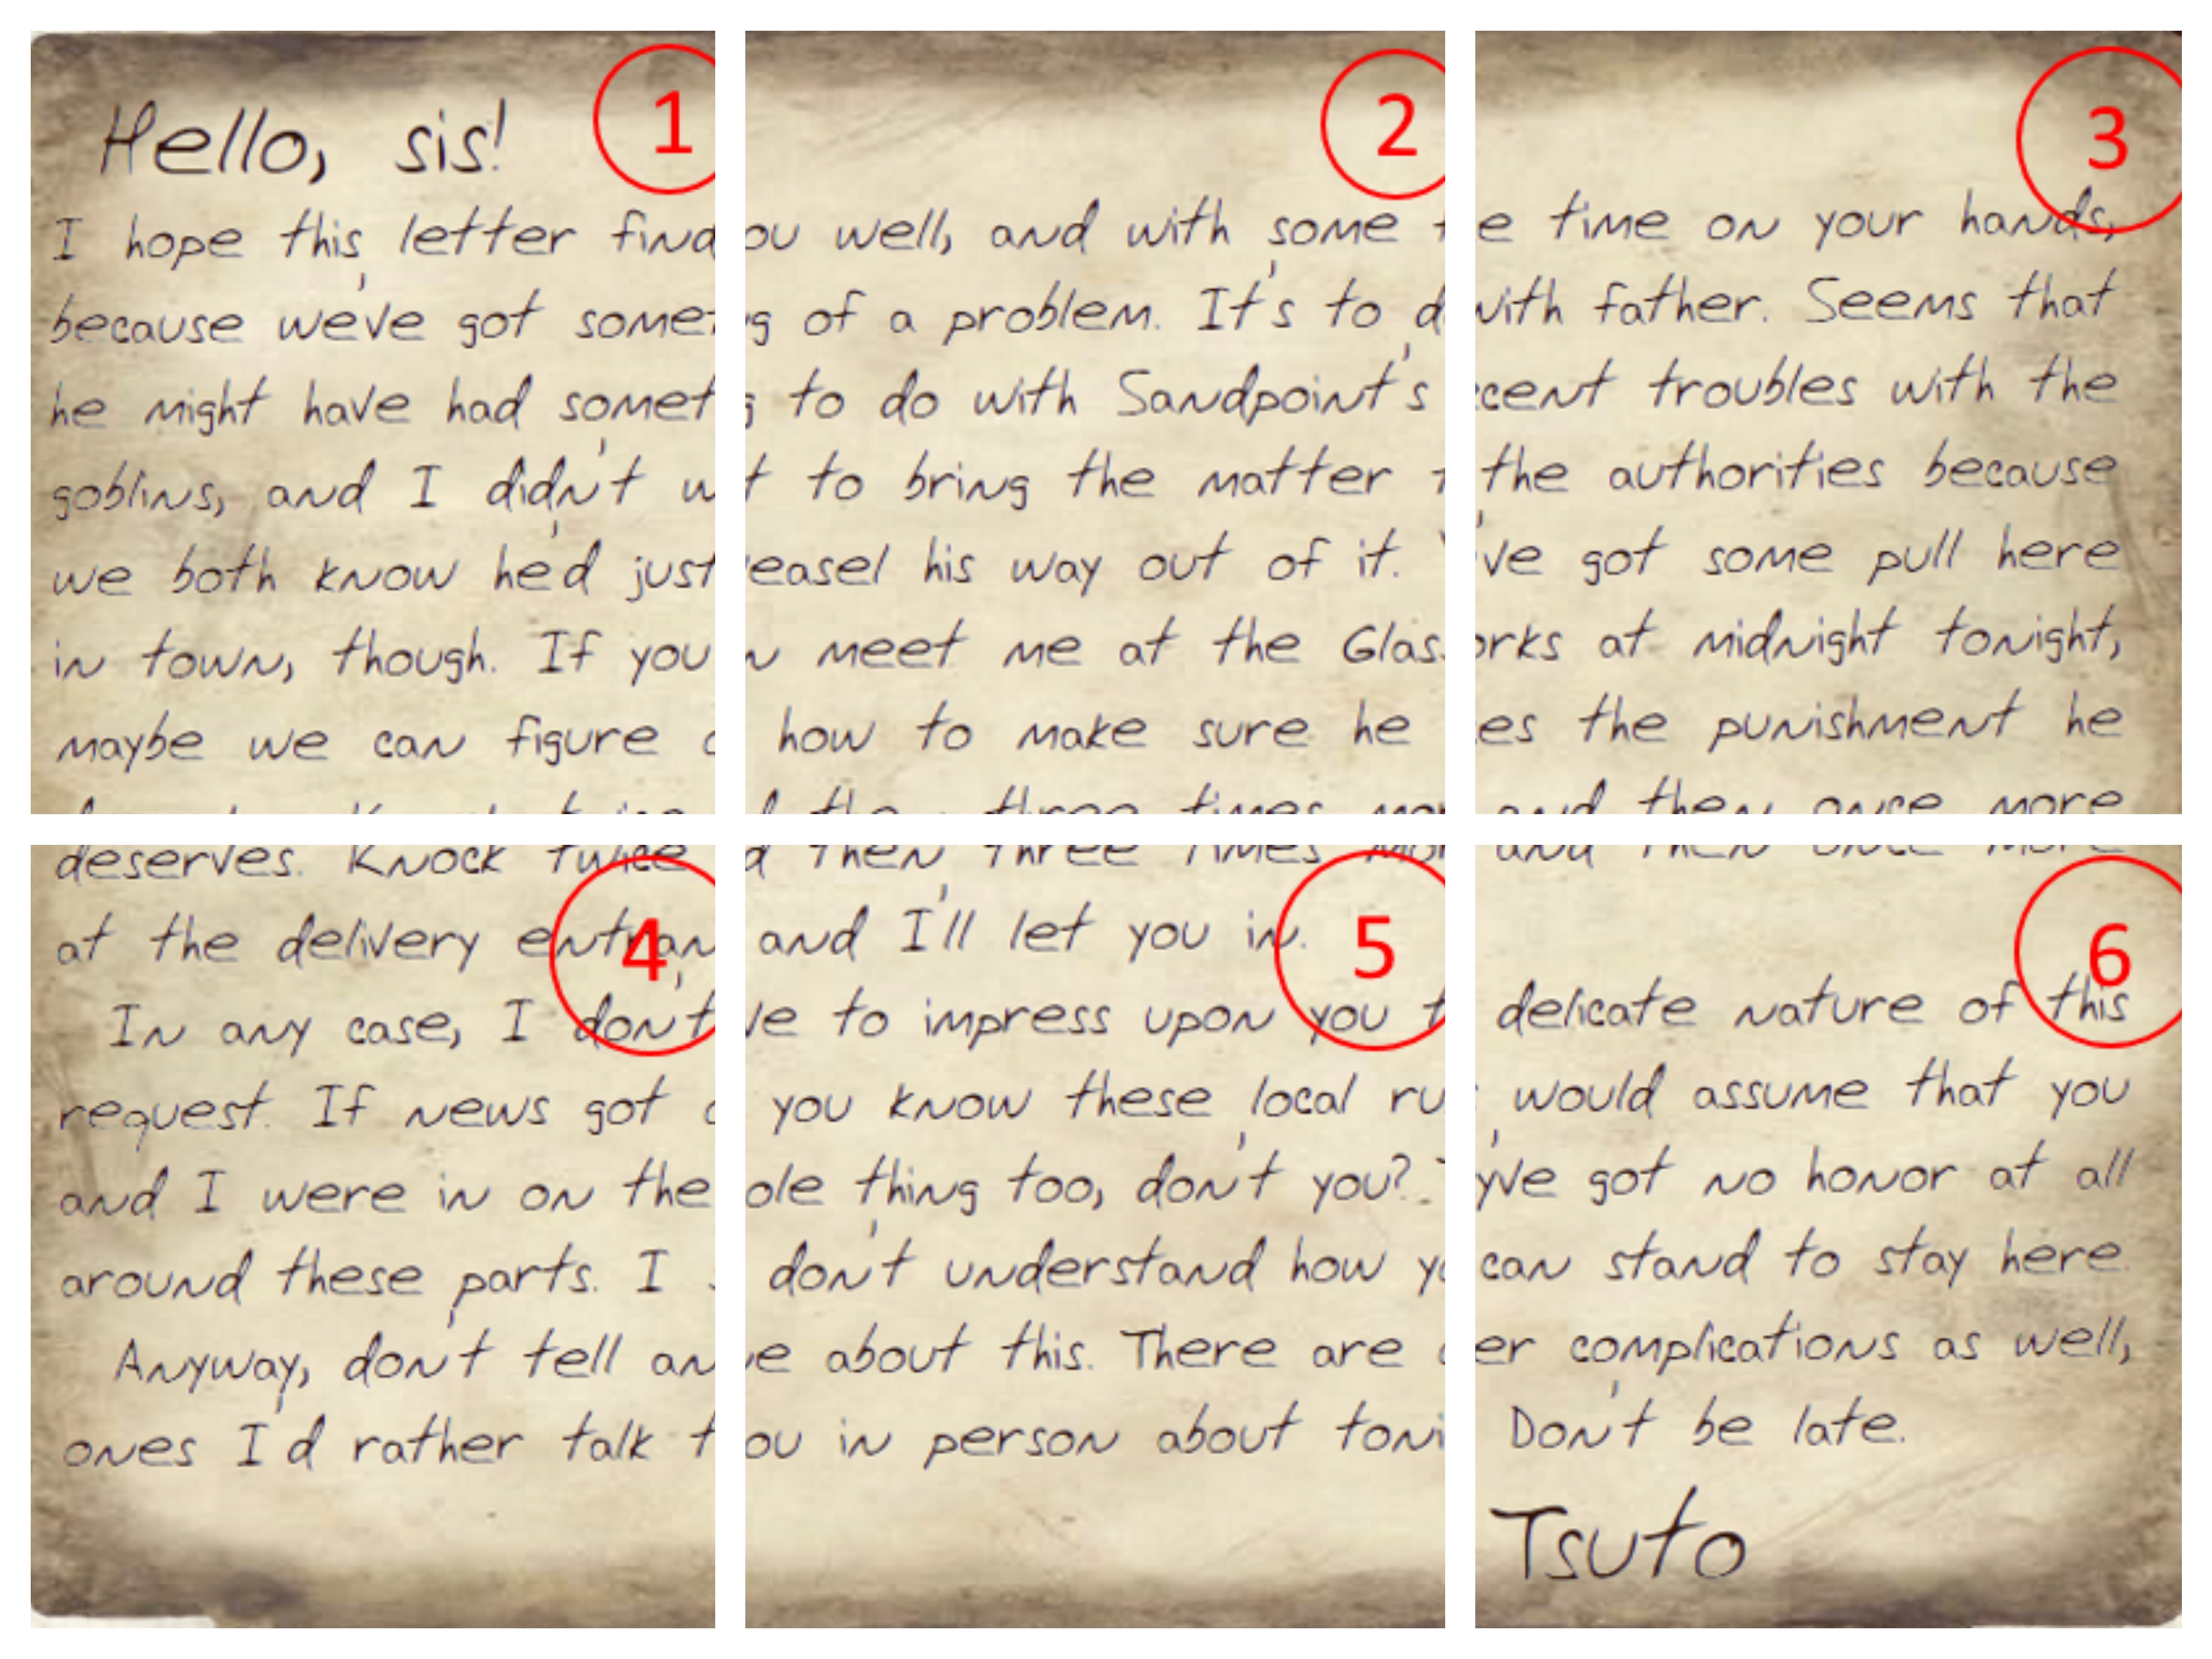 1 2 3
Hello, sis!
I hope this letter find ou well, and with some e time on your hands,
because we've got some g of a problem. It's to d with father. Seems that
he might have had somet g to do with Sandpoint's cent troubles with the
goblins, and I didn't w t to bring the matter t the authorities because
we both know he'd just easel his way out of it. 've got some pull here
in town, though. If you n meet me at the Glas orks at midnight tonight,
maybe we can figure how to make sure he es the punishment he
deserves. Knock twice d then three times mor and then once more
4 5 6
at the delivery entran and I'll let you in.
In any case, I don't ve to impress upon you t delicate nature of this
request. If news got you know these local ru would assume that you
and I were in on the ole thing too, don't you? y've got no honor at all
around these parts. I don't understand how yo can stand to stay here.
Anyway, don't tell an e about this. There are er complications as well,
ones I'd rather talk t ou in person about toni Don't be late.
Tsuto